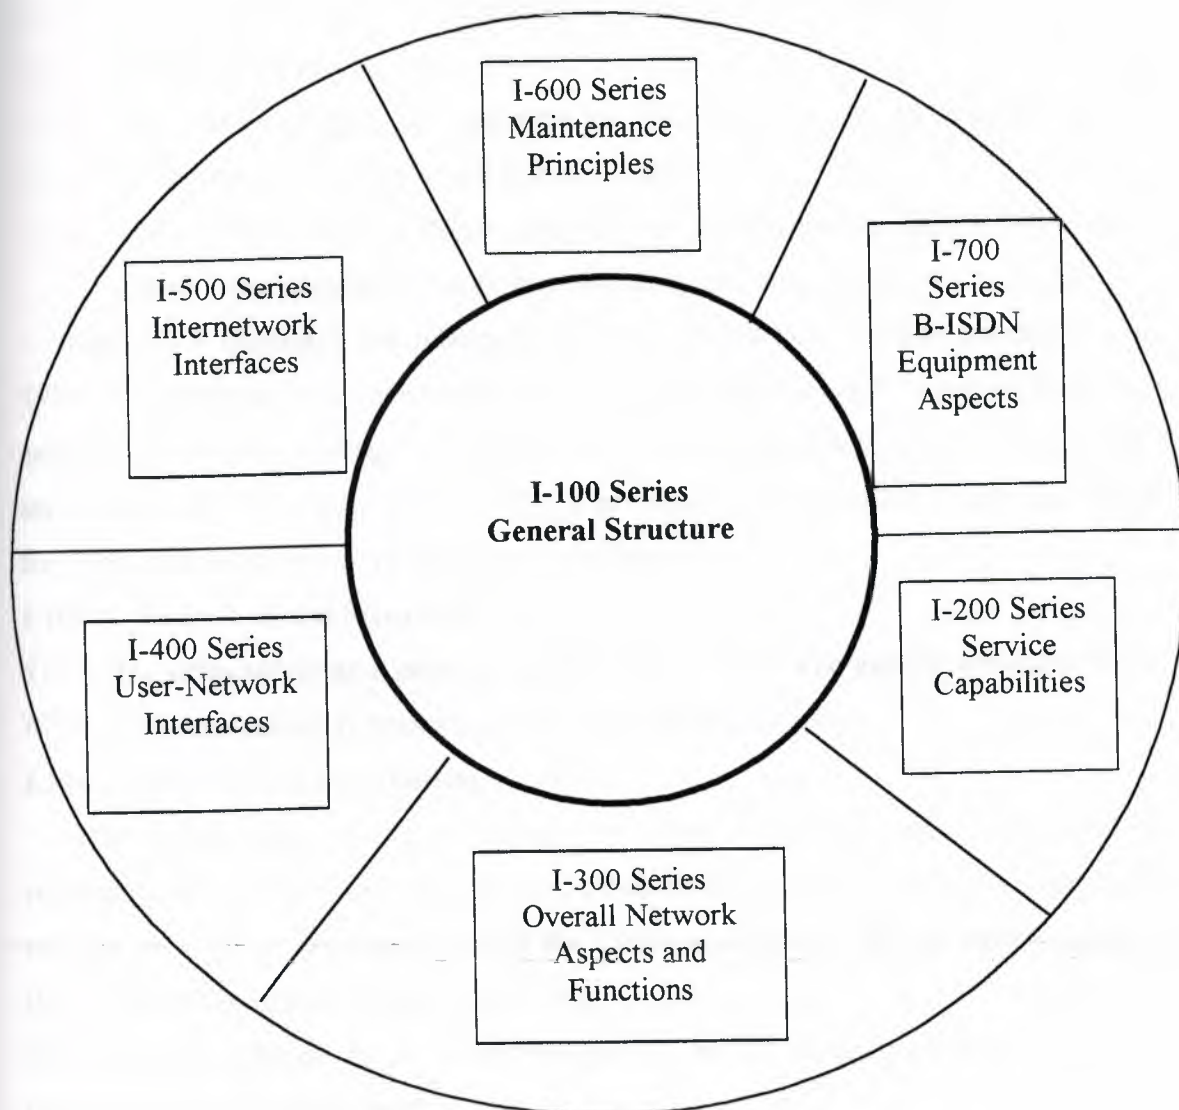 I-600 Series
Maintenance
Principles
I-500 Series
Internetwork
Interfaces
I-700
Series
B-ISDN
Equipment
Aspects
I-100 Series
General Structure
I-400 Series
User-Network
Interfaces
I-200 Series
Service
Capabilities
I-300 Series
Overall Network
Aspects and
Functions